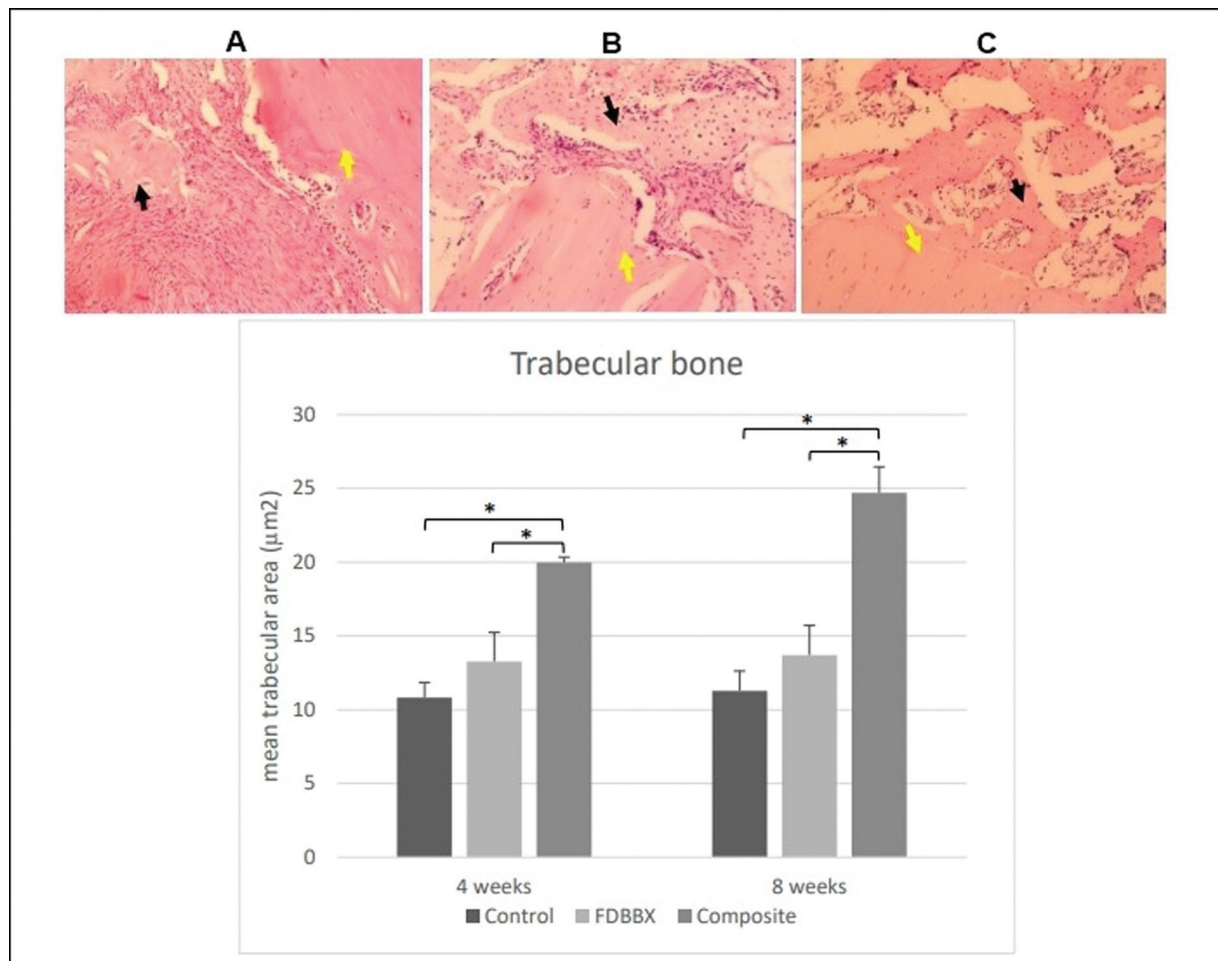 A B C
Trabecular bone
mean trabecular area (μm2)
30
25
20
15
10
5
0
*
*
*
*
4 weeks 8 weeks
Control FDBBX Composite